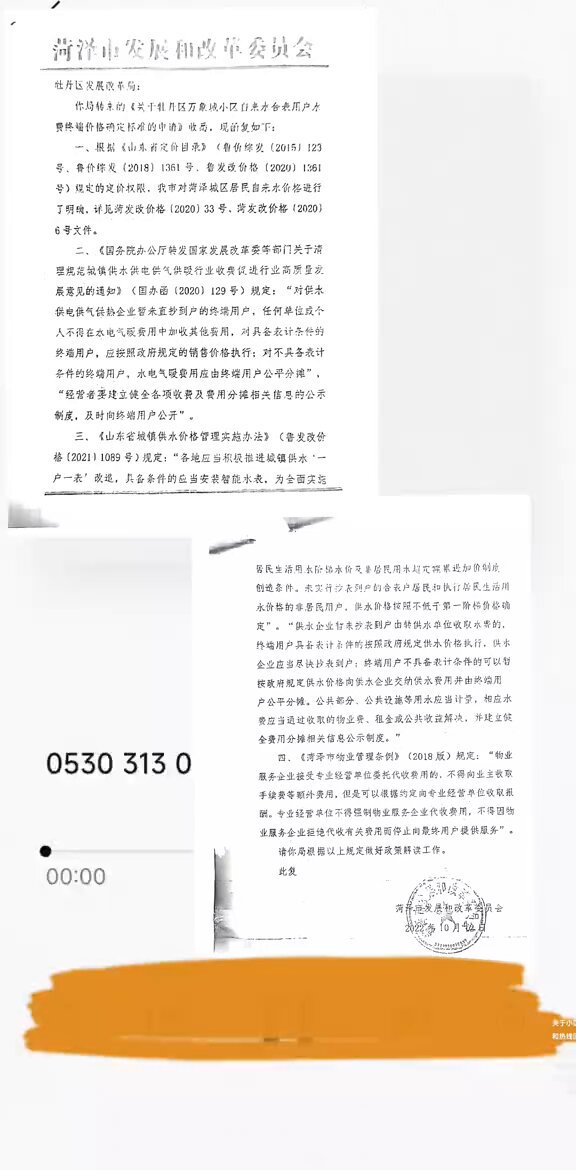 菏泽市发展和改革委员会
牡丹区发展改革局：
你局转来的《关于牡丹区万象城小区自来水合表用户水
费终端价格确定标准的申请》收悉，现函复如下：
一、根据《山东省定价目录》（鲁价综发〔2015〕123
号、鲁价综发〔2018〕1361 号、鲁发改价格〔2020〕1361
号）规定的定价权限，我市对菏泽城区居民自来水价格进行
了明确，详见菏发改价格〔2020〕33 号、菏发改价格〔2020〕
6 号文件。
二、《国务院办公厅转发国家发展改革委等部门关于清
理规范城镇供水供电供气供暖行业收费促进行业高质量发
展意见的通知》（国办函〔2020〕129 号）规定：“对供水
供电供气供热企业暂未直抄到户的终端用户，任何单位或个
人不得在水电气暖费用中加收其他费用，对具备表计条件的
终端用户，应按照政府规定的销售价格执行；对不具备表计
条件的终端用户，水电气暖费用应由终端用户公平分摊”，
“经营者要建立健全各项收费及费用分摊相关信息的公示
制度，及时向终端用户公开”。
三、《山东省城镇供水价格管理实施办法》（鲁发改价
格〔2021〕1089 号）规定：“各地应当积极推进城镇供水‘一
户一表’改造，具备条件的应当安装智能水表，为全面实施
居民生活用水阶梯水价及非居民用水超定额累进加价制度
创造条件。未实行抄表到户的合表户居民和执行居民生活用
水价格的非居民用户，供水价格按照不低于第一阶梯价格确
定”。“供水企业暂未抄表到户由转供水单位收取水费的，
终端用户具备表计条件的按照政府规定供水价格执行，供水
企业应当尽快抄表到户；终端用户不具备表计条件的可以暂
按政府规定供水价格向供水企业交纳供水费用并由终端用
户公平分摊。公共部分、公共设施等用水应当计量，相应水
费应当通过收取的物业费、租金或公共收益解决，并建立健
全费用分摊相关信息公示制度。”
四、《菏泽市物业管理条例》（2018 版）规定：“物业
服务企业接受专业经营单位委托代收费用的，不得向业主收取
手续费等额外费用，但是可以根据约定向专业经营单位收取报
酬。专业经营单位不得强制物业服务企业代收费用，不得因物
业服务企业拒绝代收有关费用而停止向最终用户提供服务”。
请你局根据以上规定做好政策解读工作。
此复
菏泽市发展和改革委员会
2022 年 10 月 12 日
0530 313 0
00:00
关于小区
和热线回